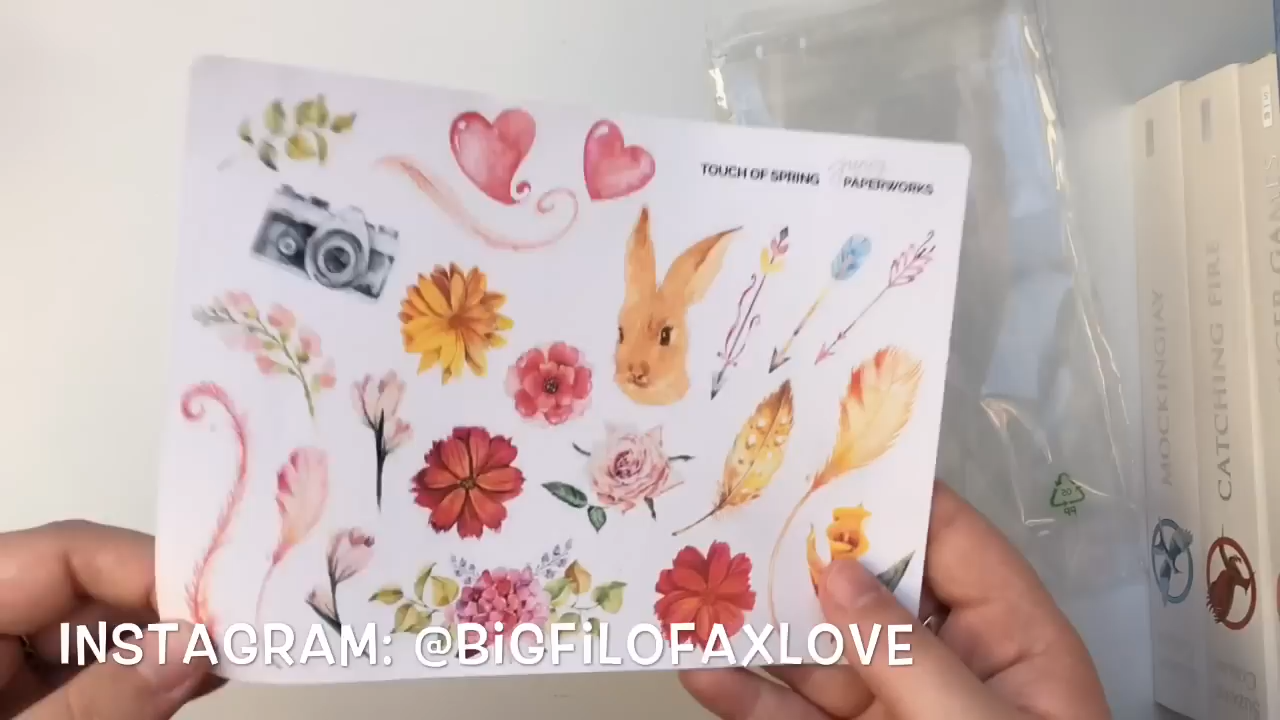 TOUCH OF SPRING
PAPERWORKS
MOCKINGJAY
CATCHING FIRE
INSTAGRAM: @BIGFILOFAXLOVE